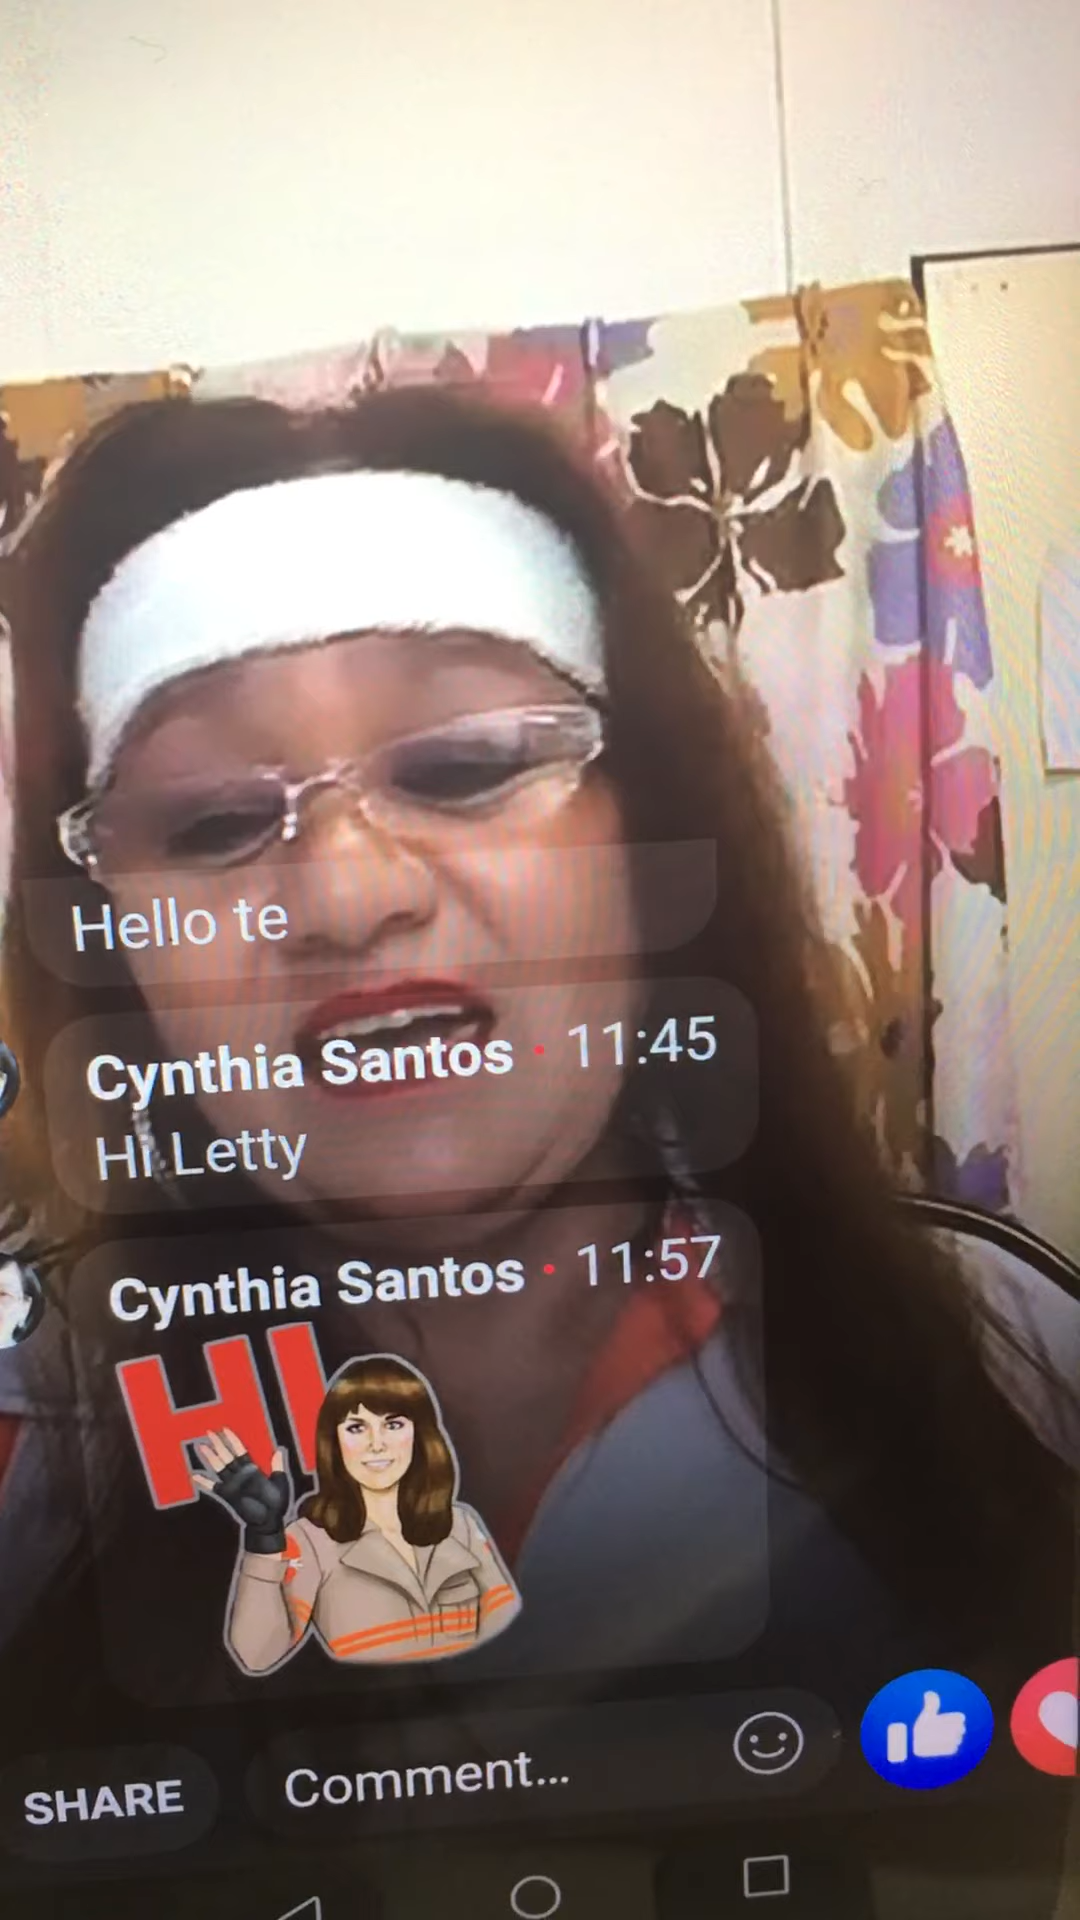 Hello te
Cynthia Santos · 11:45
Hi Letty
Cynthia Santos · 11:57
HI
SHARE
Comment...